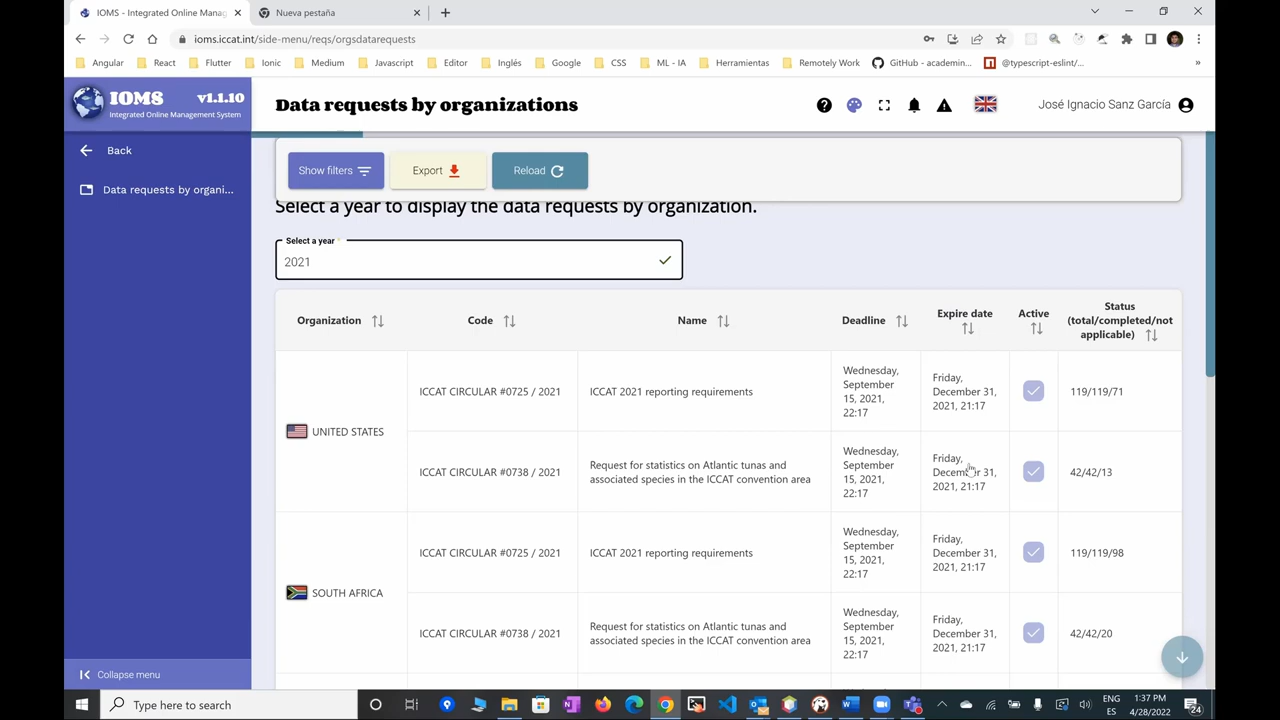 IOMS - Integrated Online Manag
Nueva pestaña
ioms.iccat.int/side-menu/reqs/orgsdatarequests
Angular
React
Flutter
Ionic
Medium
Javascript
Editor
Inglés
Google
CSS
ML - IA
Herramientas
Remotely Work
GitHub - academin...
@typescript-eslint/...
»
IOMS v1.1.10
Integrated Online Management System
Data requests by organizations
José Ignacio Sanz García
Back
Data requests by organi...
Show filters
Export
Reload
Select a year to display the data requests by organization.
Select a year *
2021
Organization
Code
Name
Deadline
Expire date
Active
Status
(total/completed/not
applicable)
UNITED STATES
ICCAT CIRCULAR #0725 / 2021
ICCAT 2021 reporting requirements
Wednesday,
September
15, 2021,
22:17
Friday,
December 31,
2021, 21:17
119/119/71
ICCAT CIRCULAR #0738 / 2021
Request for statistics on Atlantic tunas and
associated species in the ICCAT convention area
Wednesday,
September
15, 2021,
22:17
Friday,
December 31,
2021, 21:17
42/42/13
SOUTH AFRICA
ICCAT CIRCULAR #0725 / 2021
ICCAT 2021 reporting requirements
Wednesday,
September
15, 2021,
22:17
Friday,
December 31,
2021, 21:17
119/119/98
ICCAT CIRCULAR #0738 / 2021
Request for statistics on Atlantic tunas and
associated species in the ICCAT convention area
Wednesday,
September
15, 2021,
22:17
Friday,
December 31,
2021, 21:17
42/42/20
Collapse menu
Type here to search
ENG
ES
1:37 PM
4/28/2022
24